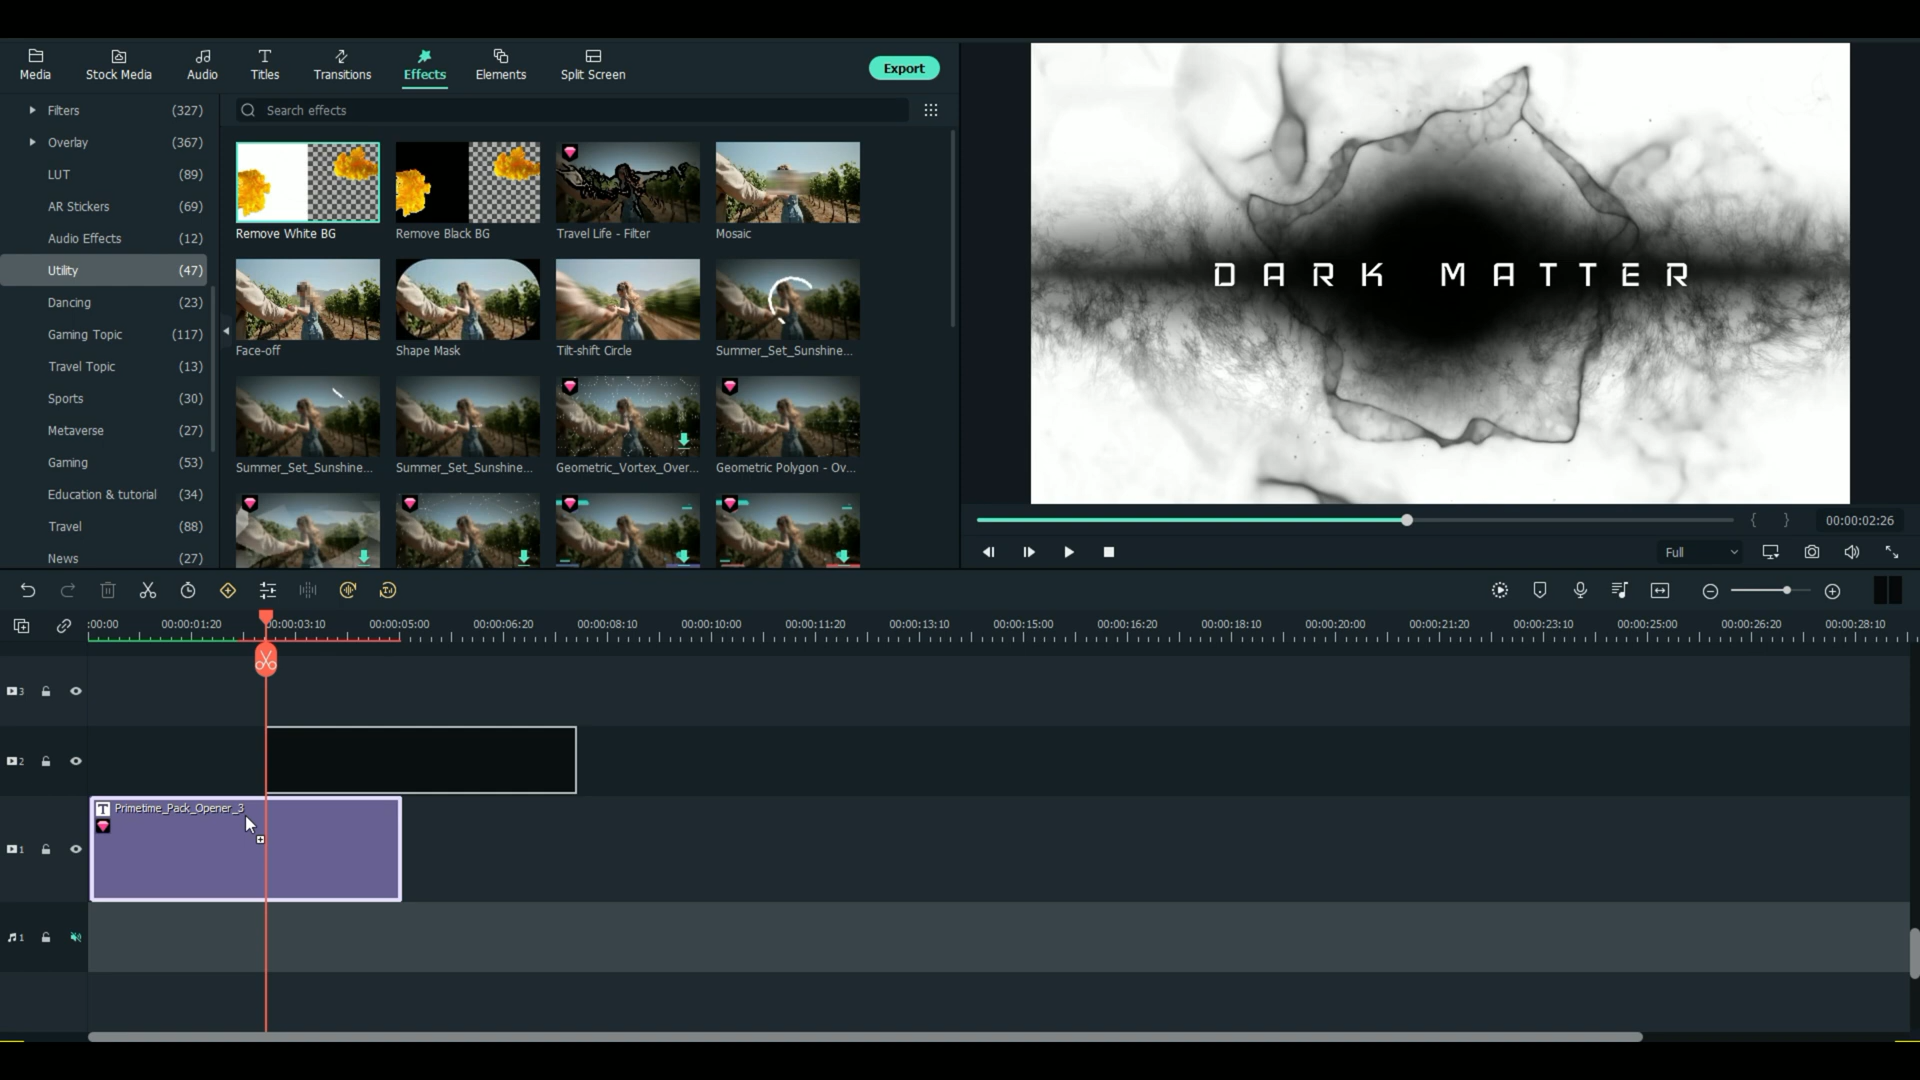 Media
Stock Media
Audio
Titles
Transitions
Effects
Elements
Split Screen
Export
Filters (327)
Overlay (367)
LUT (89)
AR Stickers (69)
Audio Effects (12)
Utility (47)
Dancing (23)
Gaming Topic (117)
Travel Topic (13)
Sports (30)
Metaverse (27)
Gaming (53)
Education & tutorial (34)
Travel (88)
News (27)
Search effects
Remove White BG
Remove Black BG
Travel Life - Filter
Mosaic
Face-off
Shape Mask
Tilt-shift Circle
Summer_Set_Sunshine...
Summer_Set_Sunshine...
Summer_Set_Sunshine...
Geometric_Vortex_Over...
Geometric Polygon - Ov...
DARK MATTER
{ }
00:00:02:26
Full
:00:00
00:00:01:20
00:00:03:10
00:00:05:00
00:00:06:20
00:00:08:10
00:00:10:00
00:00:11:20
00:00:13:10
00:00:15:00
00:00:16:20
00:00:18:10
00:00:20:00
00:00:21:20
00:00:23:10
00:00:25:00
00:00:26:20
00:00:28:10
3
2
T Primetime_Pack_Opener_3
1
1